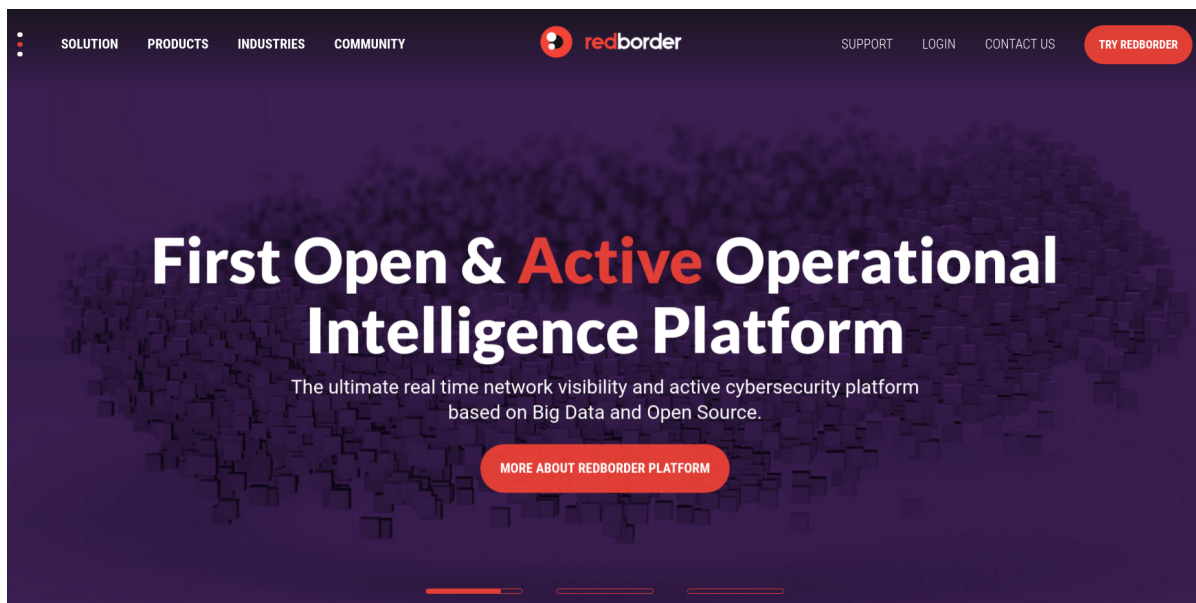 SOLUTION PRODUCTS INDUSTRIES COMMUNITY redborder SUPPORT LOGIN CONTACT US TRY REDBORDER
First Open & Active Operational
Intelligence Platform
The ultimate real time network visibility and active cybersecurity platform
based on Big Data and Open Source.
MORE ABOUT REDBORDER PLATFORM